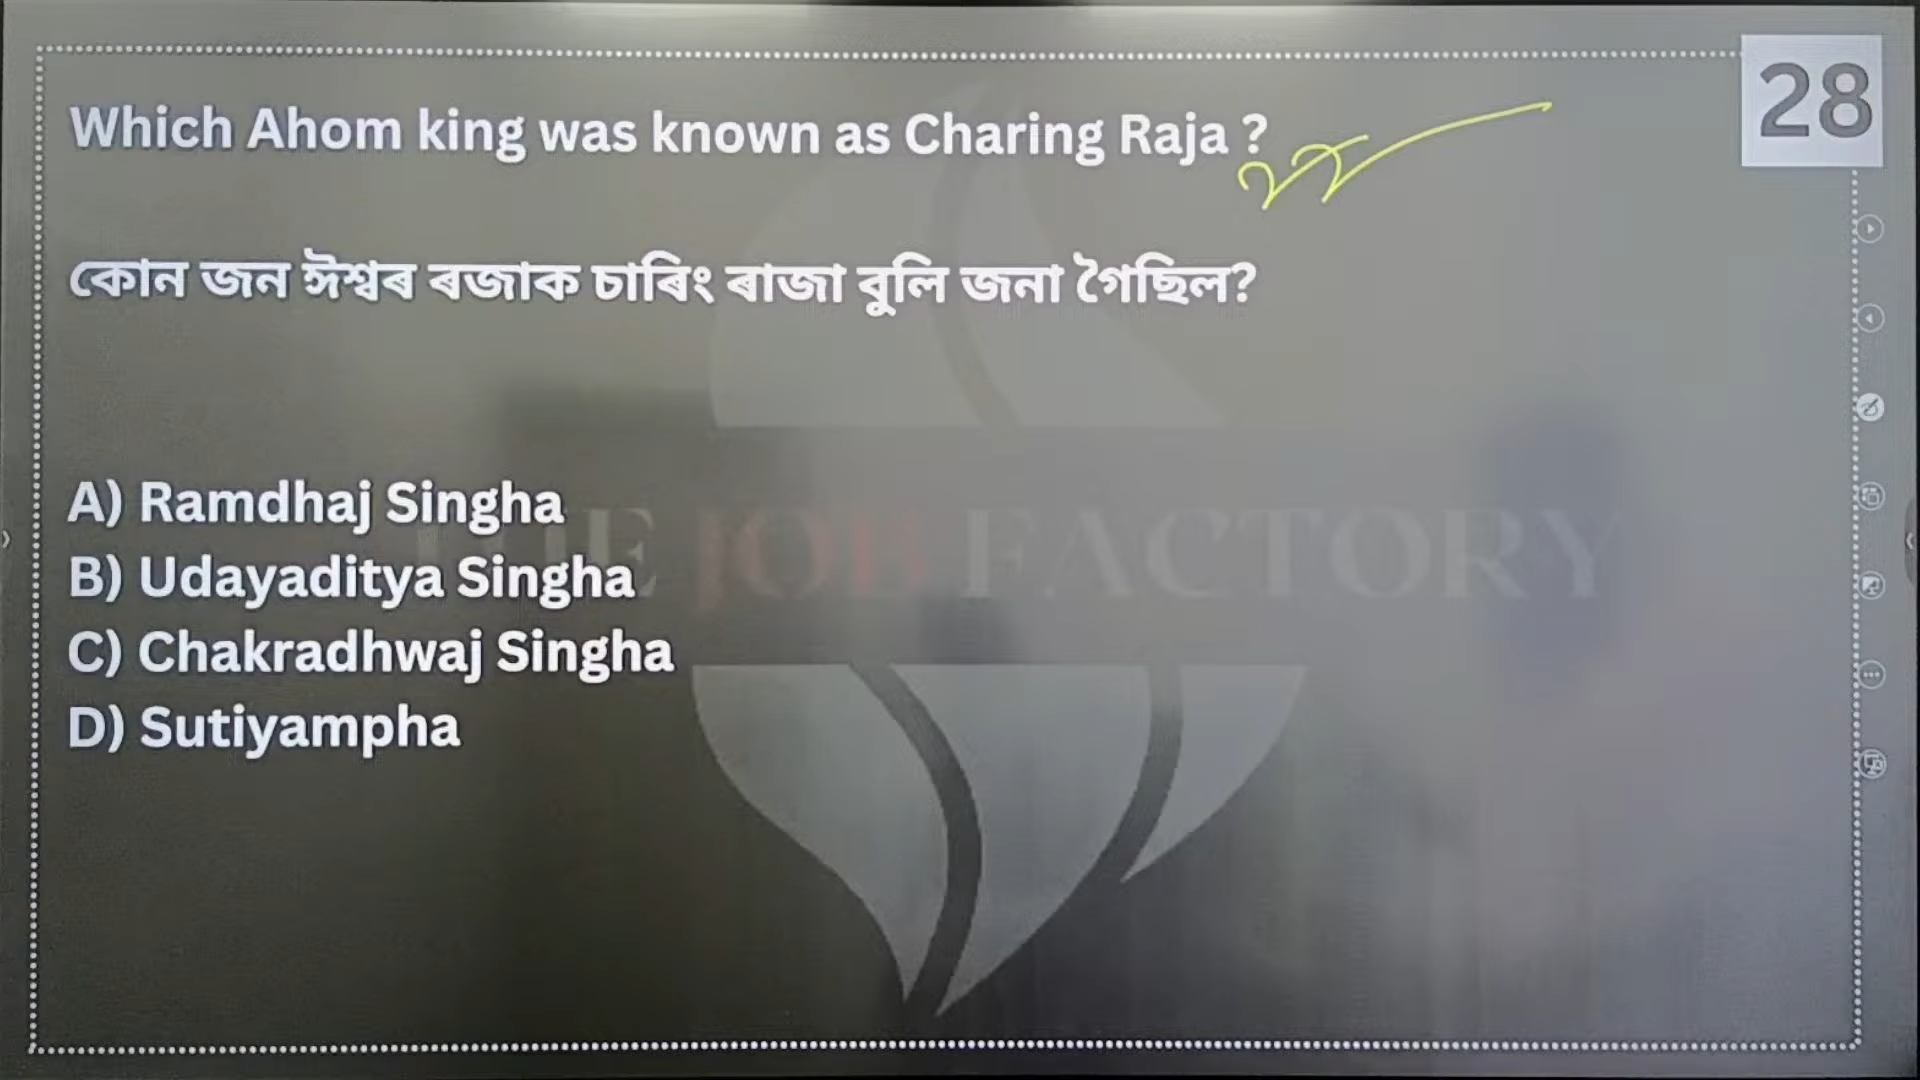 28
Which Ahom king was known as Charing Raja ?
কোন জন ঈশ্বৰ ৰজাক চাৰিং ৰাজা বুলি জনা গৈছিল?
A) Ramdhaj Singha
B) Udayaditya Singha
C) Chakradhwaj Singha
D) Sutiyampha
THE JOB FACTORY